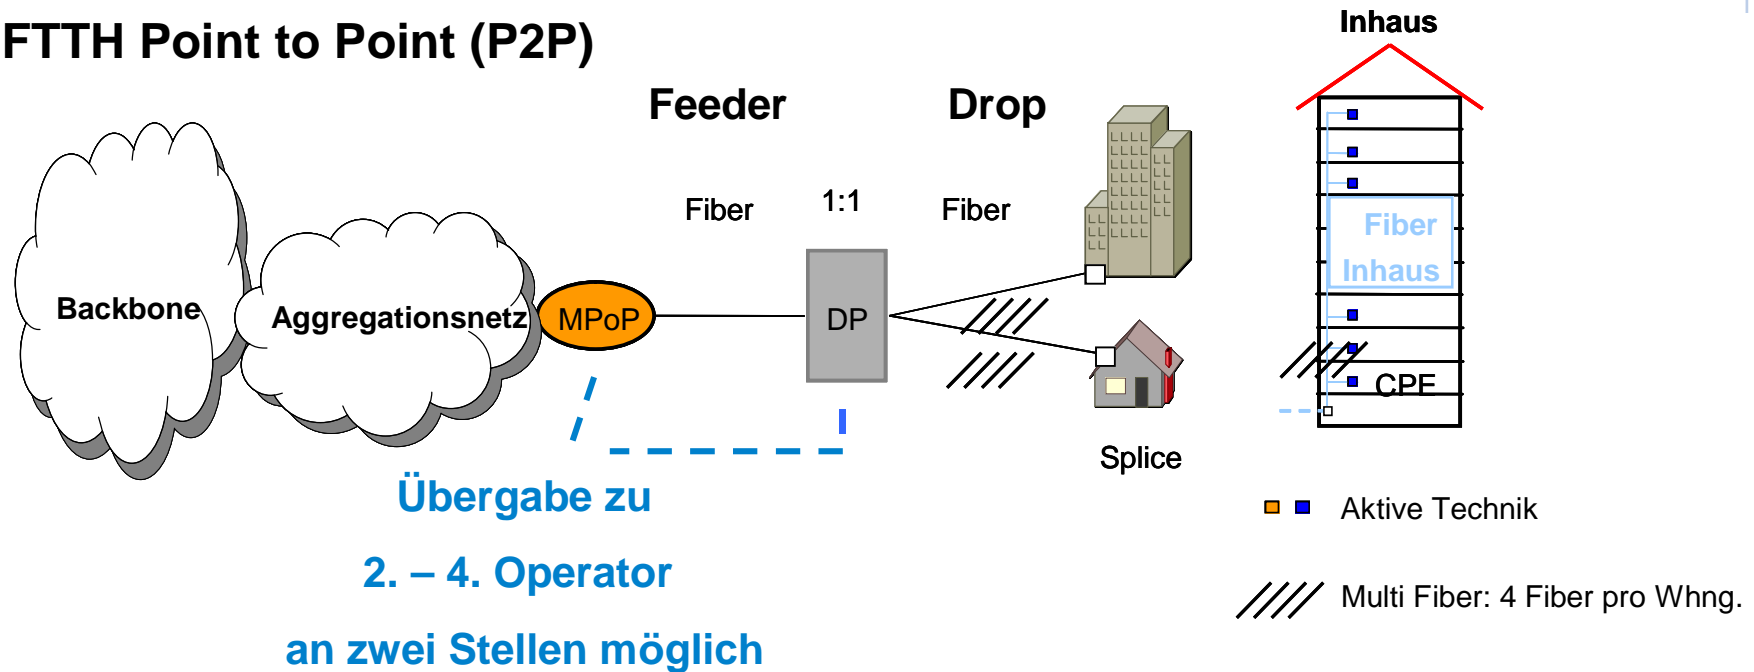 FTTH Point to Point (P2P)
Inhaus
Feeder
Drop
Fiber
1:1
Fiber
Fiber
Inhaus
Backbone
Aggregationsnetz
MPoP
DP
CPE
Splice
Übergabe zu
2. – 4. Operator
an zwei Stellen möglich
Aktive Technik
Multi Fiber: 4 Fiber pro Whng.